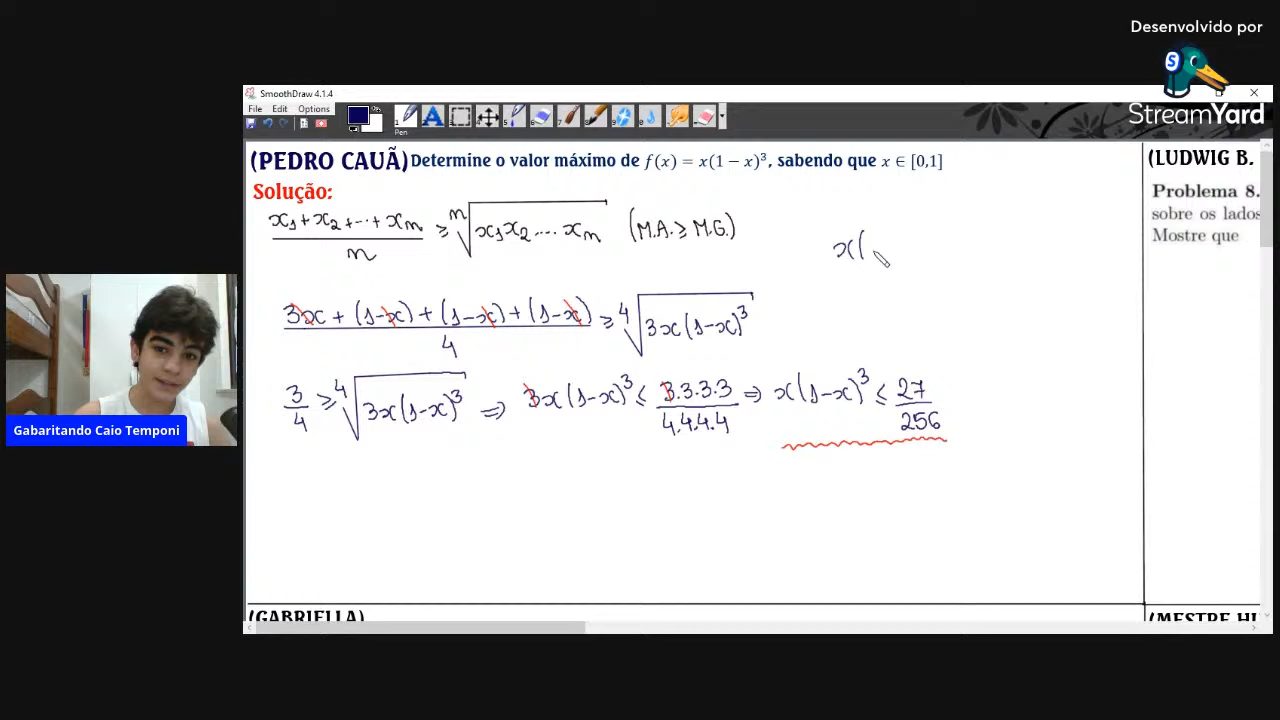 Desenvolvido por
StreamYard
SmoothDraw 4.1.4
File Edit Options
Pen
(PEDRO CAUÃ) Determine o valor máximo de f(x) = x(1 − x)³, sabendo que x ∈ [0,1]
Solução:
(x₁ + x₂ + ... + xₙ)/n ≥ ⁿ√(x₁x₂ ... xₙ) (M.A. ≥ M.G.)
x(
(3x + (1-x) + (1-x) + (1-x))/4 ≥ ⁴√(3x(1-x)³)
3/4 ≥ ⁴√(3x(1-x)³) ⇒ 3x(1-x)³ ≤ (3.3.3.3)/(4.4.4.4) ⇒ x(1-x)³ ≤ 27/256
(LUDWIG B.
Problema 8.
sobre os lados
Mostre que
Gabaritando Caio Temponi
(GABRIELLA)
(MESTRE HI